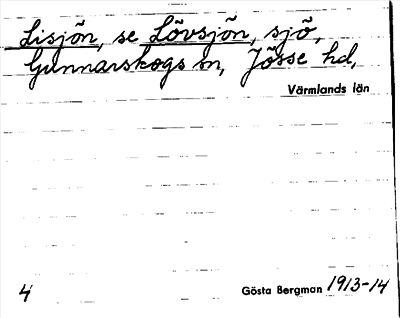 Lisjön, se Lövsjön, sjö,
Gunnarskogs sn, Jösse hd,
Värmlands län
4
Gösta Bergman 1913-14